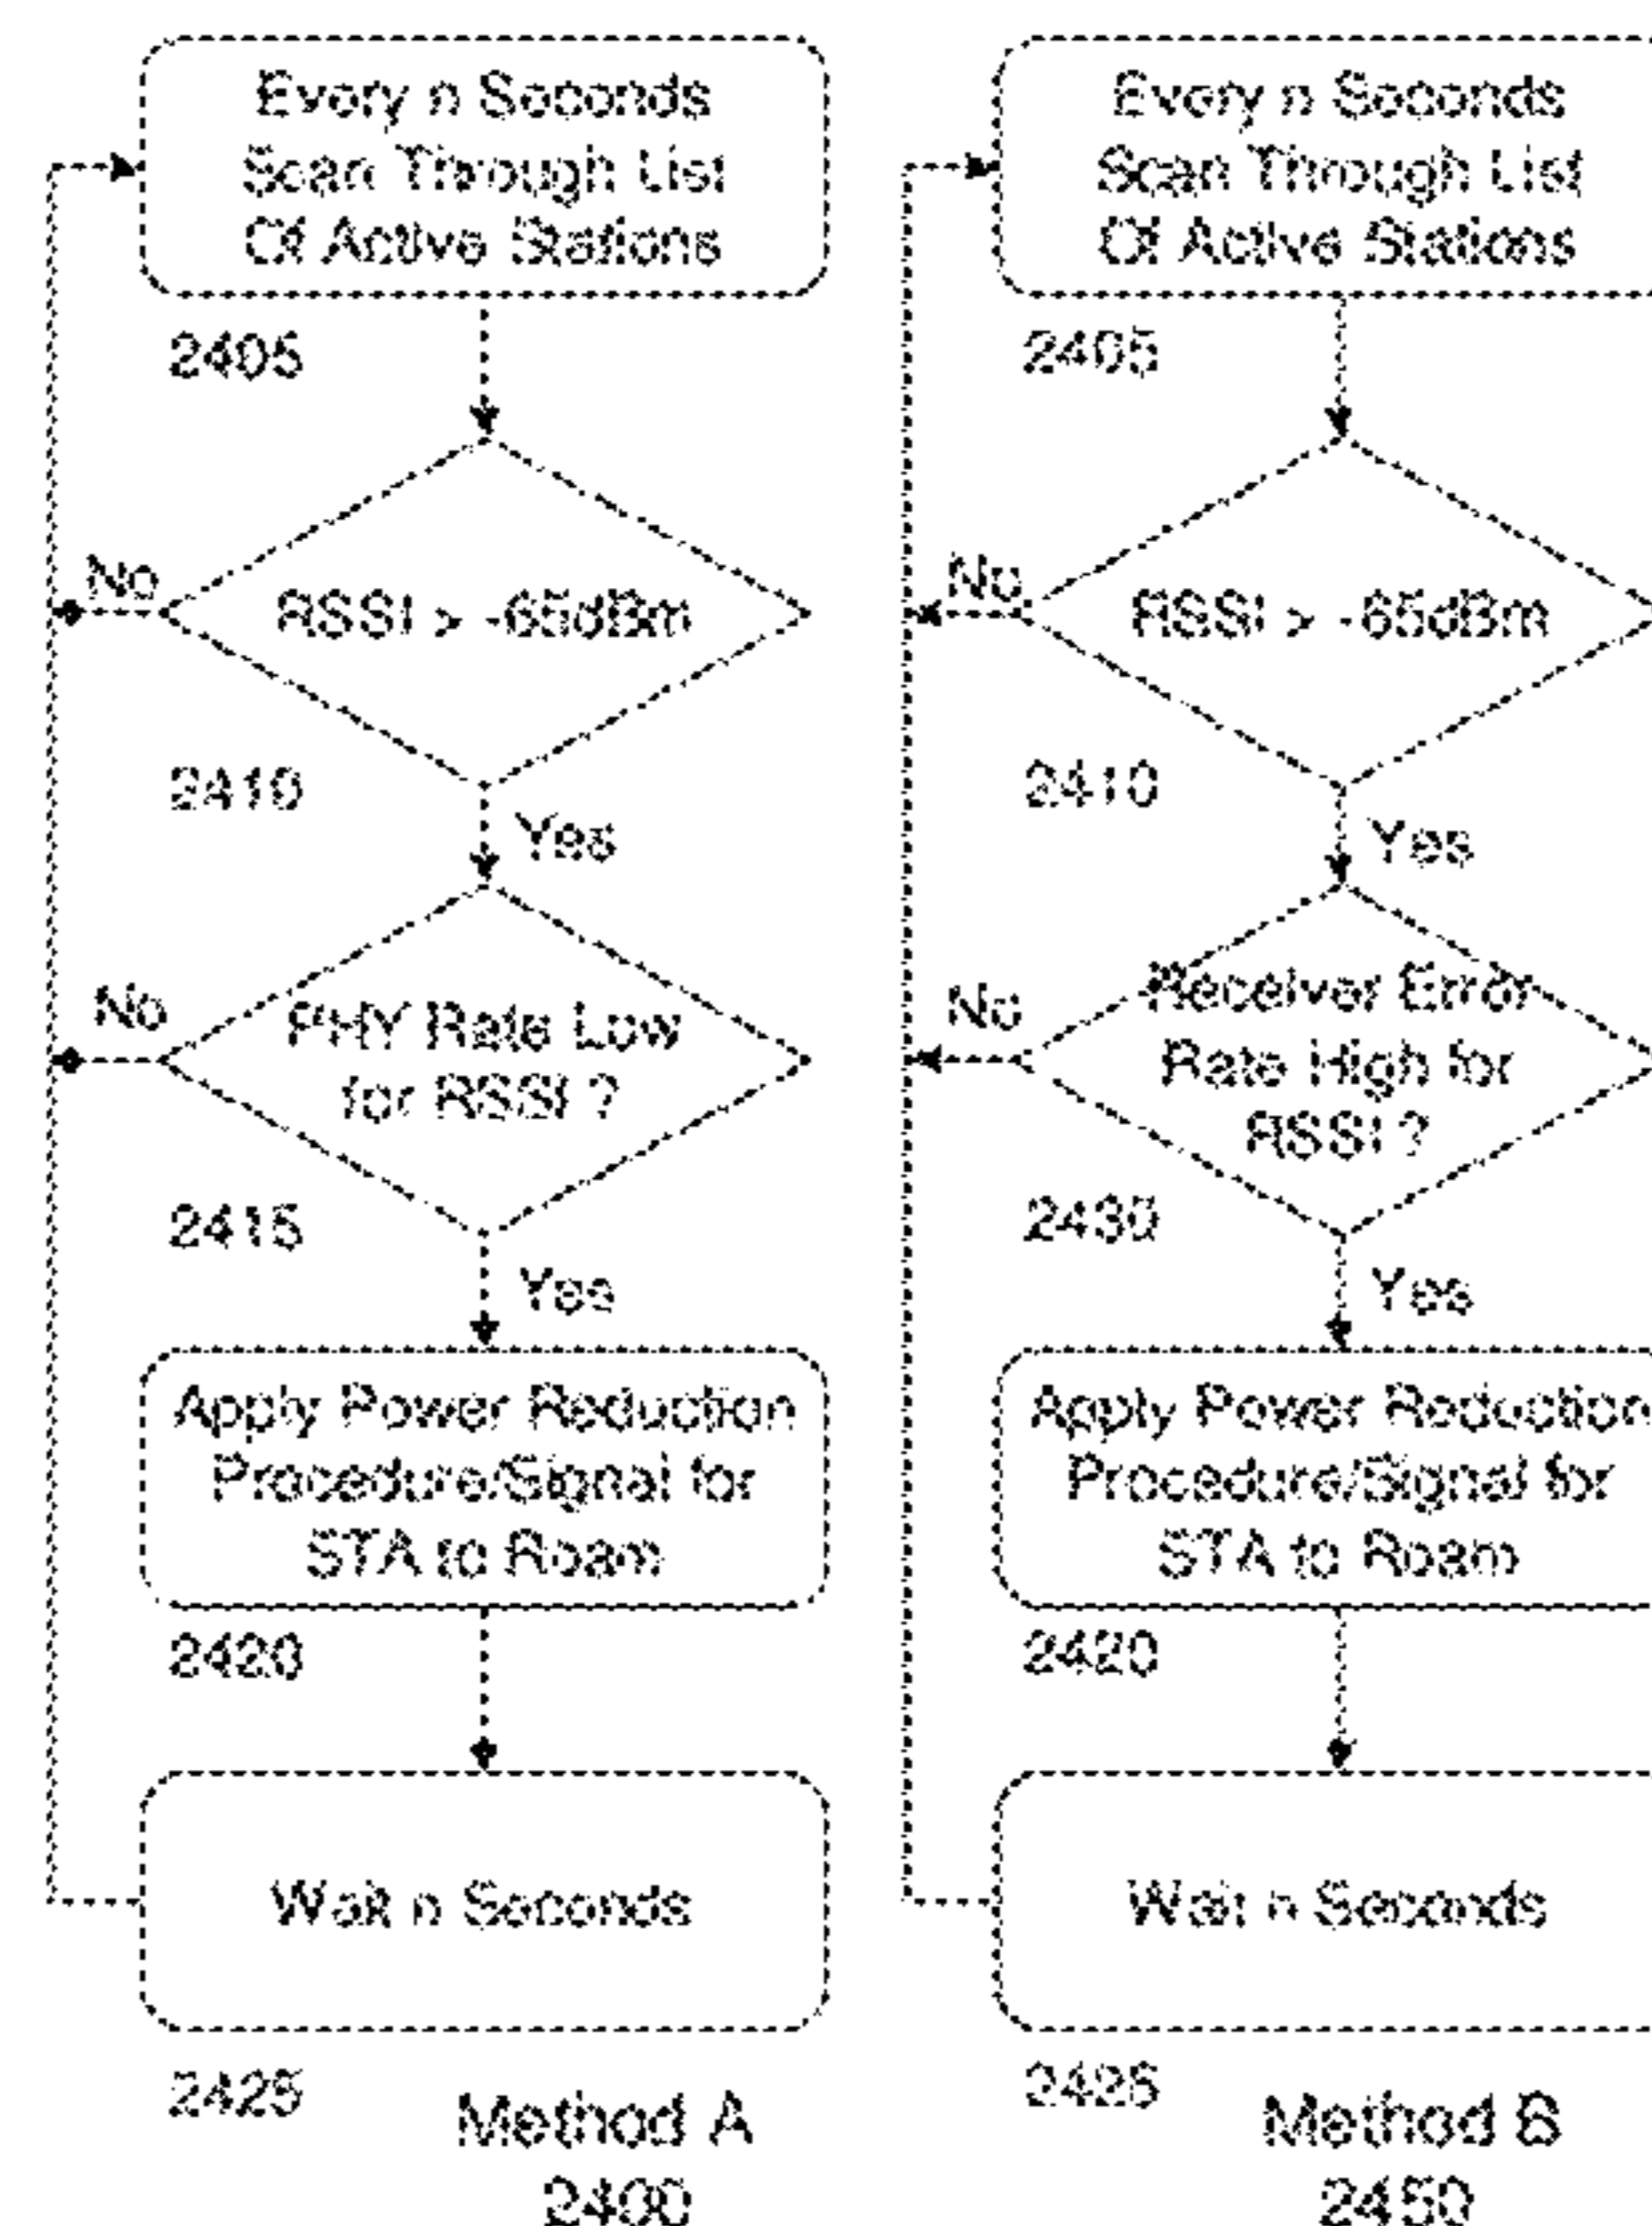 Every n Seconds
Scan Through List
Of Active Stations
2405
No
RSSI > -65dBm
2410
Yes
No
PHY Rate Low
for RSSI ?
2415
Yes
Apply Power Reduction
Procedure/Signal for
STA to Roam
2420
Wait n Seconds
2425
Method A
2400
Every n Seconds
Scan Through List
Of Active Stations
2405
No
RSSI > -65dBm
2410
Yes
No
Receiver Error
Rate High for
RSSI ?
2430
Yes
Apply Power Reduction
Procedure/Signal for
STA to Roam
2420
Wait n Seconds
2425
Method B
2450